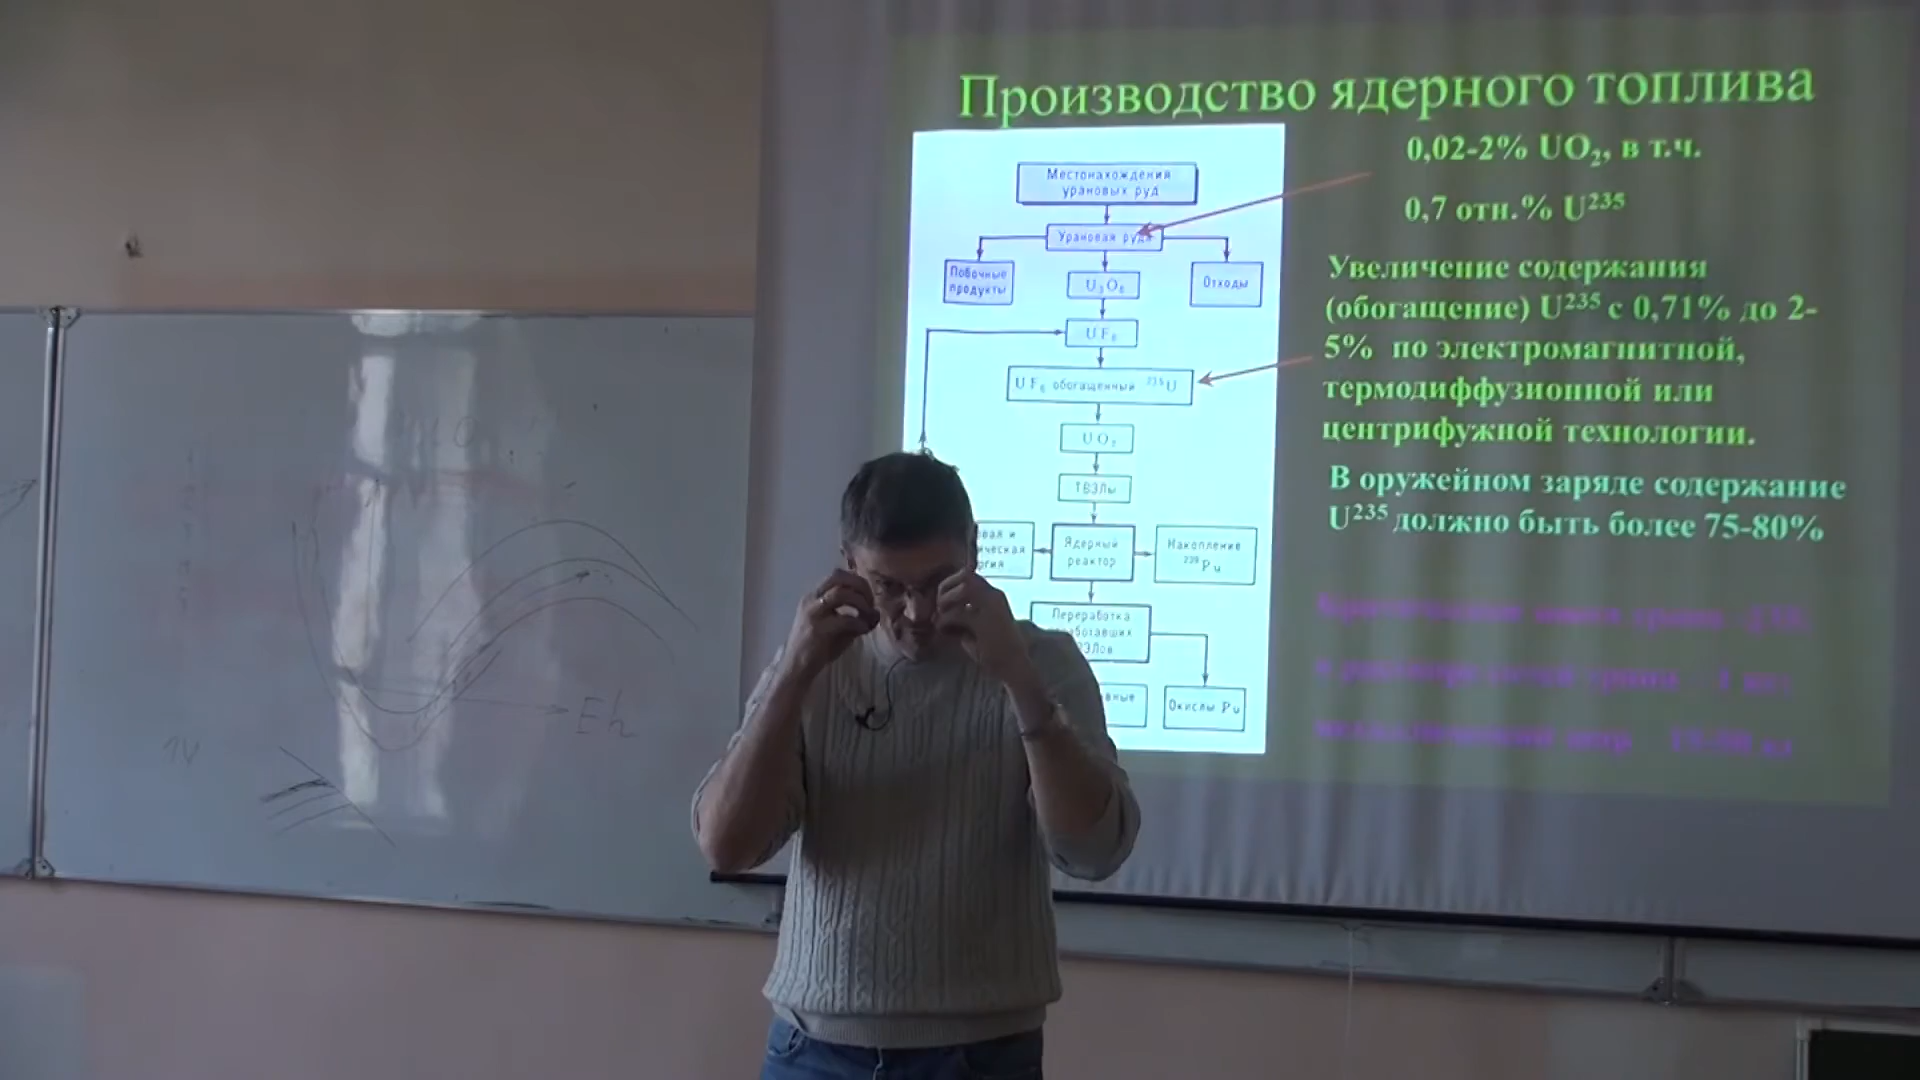 Производство ядерного топлива
0,02-2% UO₂, в т.ч.
0,7 отн.% U²³⁵
Увеличение содержания
(обогащение) U²³⁵ с 0,71% до 2-
5% по электромагнитной,
термодиффузионной или
центрифужной технологии.
В оружейном заряде содержание
U²³⁵ должно быть более 75-80%
Местонахождения
урановых руд
Урановая руда
Побочные
продукты
U₃O₈
Отходы
UF₆
UF₆ обогащенный ²³⁵U
UO₂
ТВЭЛы
Ядерный
реактор
Накопление
²³⁹Pu
Переработка
Окислы Pu
Eh